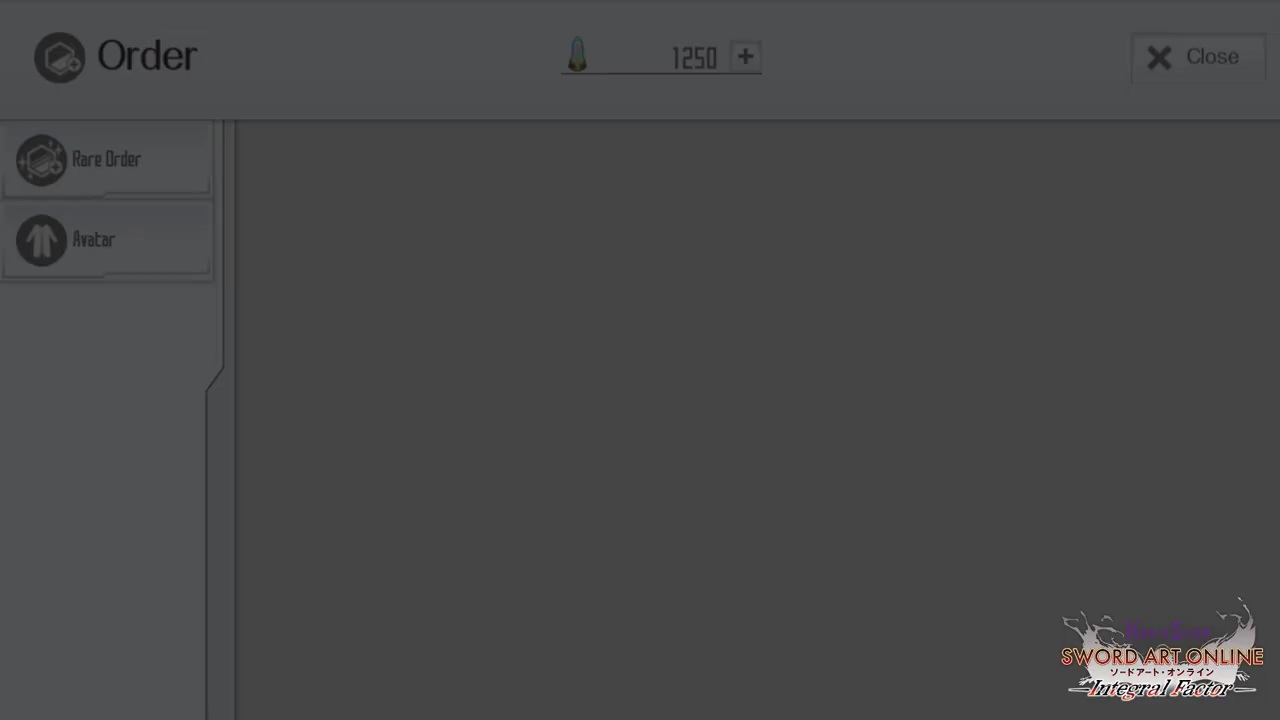 Order
1250
Close
Rare Order
Avatar
SWORD ART ONLINE
ソードアート・オンライン
Integral Factor